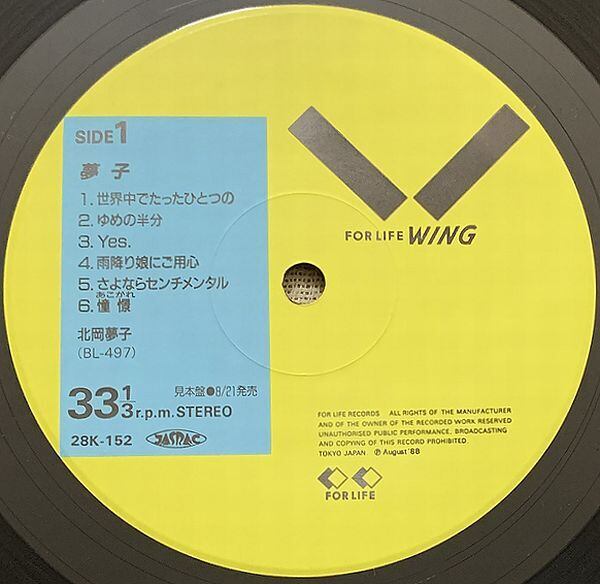 SIDE 1
夢子
1. 世界中でたったひとつの
2. ゆめの半分
3. Yes.
4. 雨降り娘にご用心
5. さよならセンチメンタル
あこがれ
6. 憧憬
北岡夢子
(BL-497)
33 1/3 r.p.m. STEREO
見本盤●8/21発売
28K-152
JASRAC
FOR LIFE WING
FOR LIFE RECORDS ALL RIGHTS OF THE MANUFACTURER
AND OF THE OWNER OF THE RECORDED WORK RESERVED
UNAUTHORISED PUBLIC PERFORMANCE, BROADCASTING
AND COPYING OF THIS RECORD PROHIBITED.
TOKYO JAPAN Ⓟ August '88
FOR LIFE